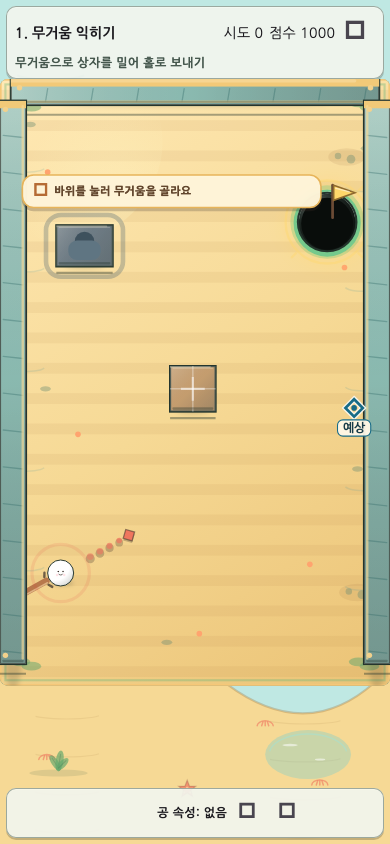 1. 무거움 익히기
시도 0 점수 1000
무거움으로 상자를 밀어 홀로 보내기
바위를 눌러 무거움을 골라요
예상
공 속성: 없음